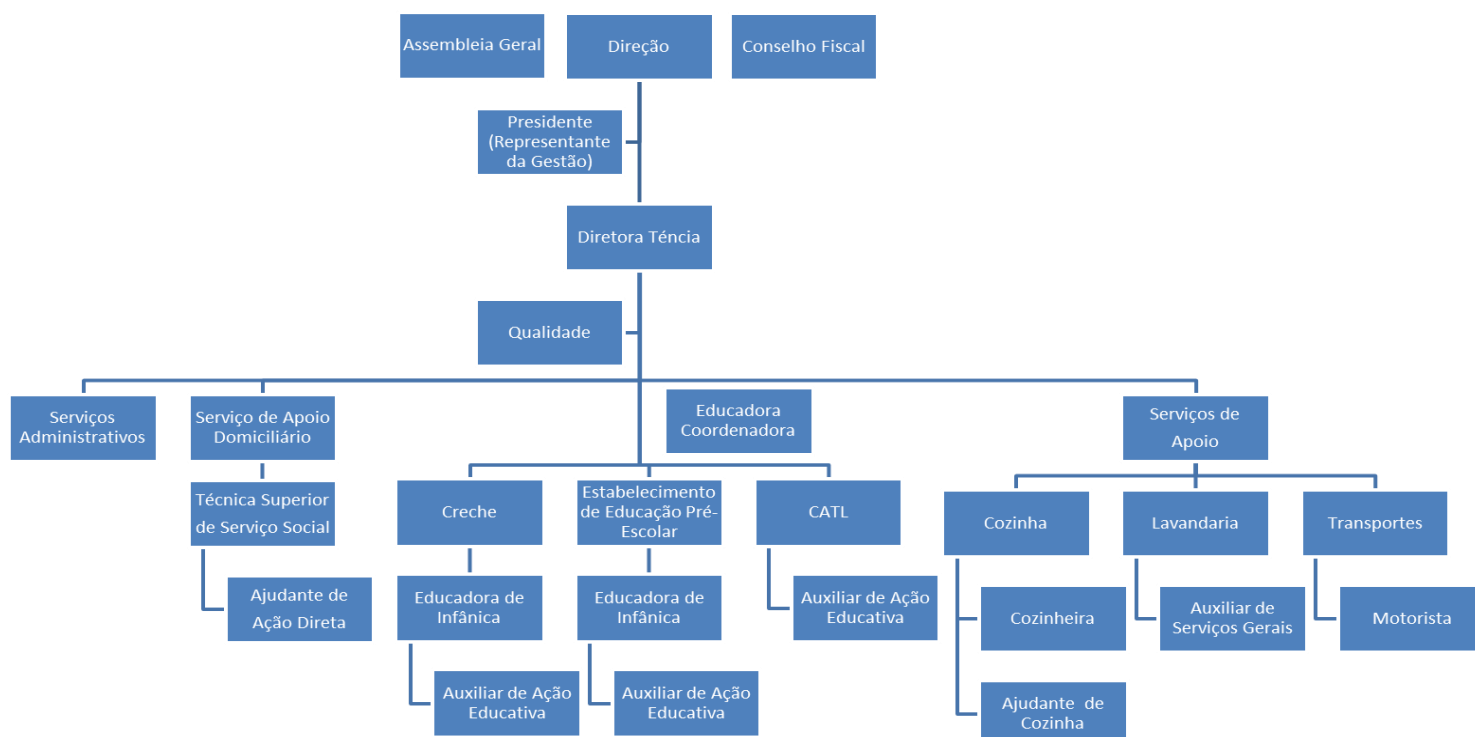 Assembleia Geral
Direção
Conselho Fiscal
Presidente
(Representante
da Gestão)
Diretora Téncia
Qualidade
Serviços
Administrativos
Serviço de Apoio
Domiciliário
Educadora
Coordenadora
Serviços de
Apoio
Técnica Superior
de Serviço Social
Creche
Estabelecimento
de Educação Pré-
Escolar
CATL
Cozinha
Lavandaria
Transportes
Ajudante de
Ação Direta
Educadora de
Infânica
Educadora de
Infânica
Auxiliar de Ação
Educativa
Cozinheira
Auxiliar de
Serviços Gerais
Motorista
Auxiliar de Ação
Educativa
Auxiliar de Ação
Educativa
Ajudante  de
Cozinha